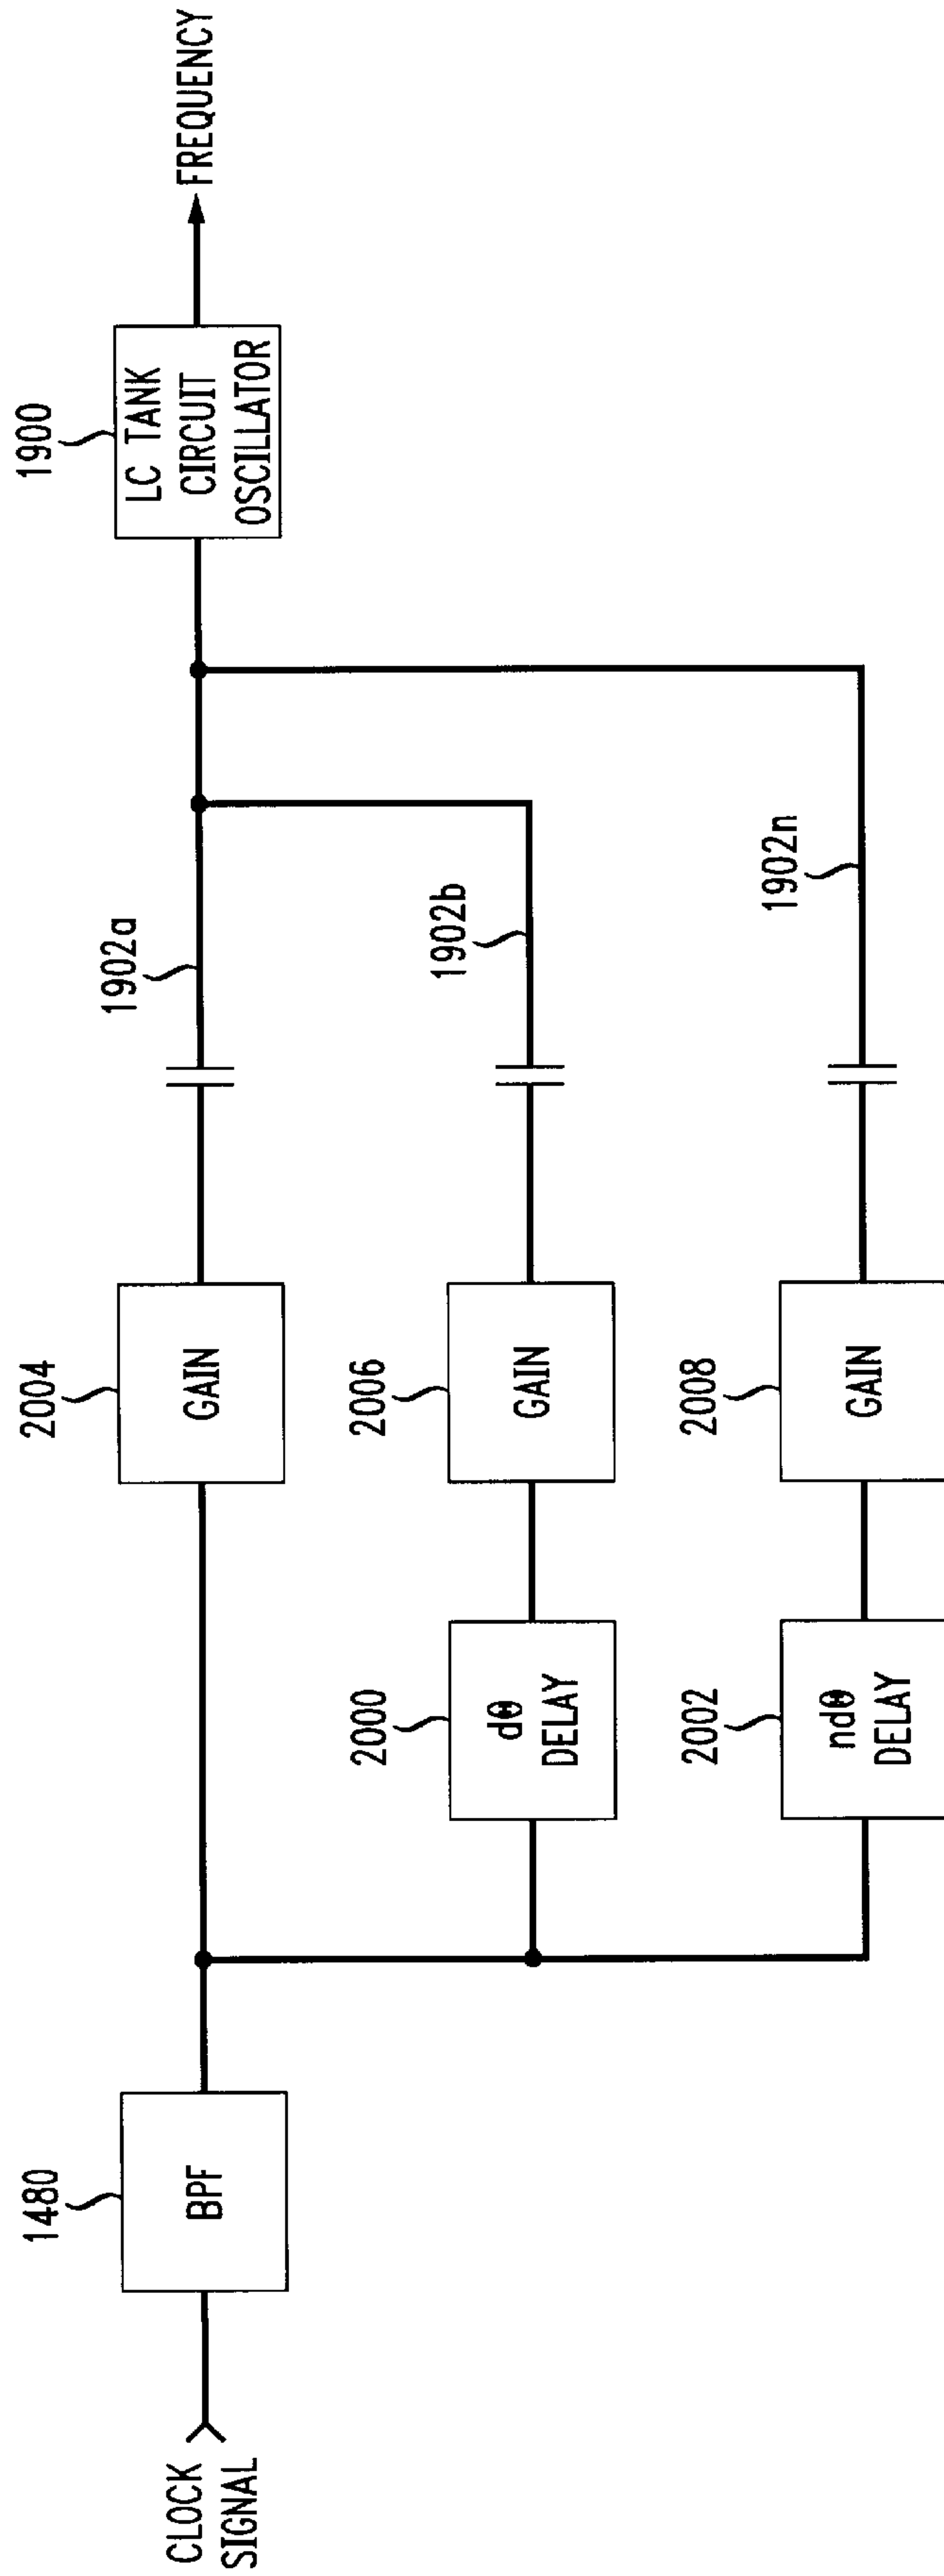 CLOCK
SIGNAL
1480
BPF
2004
GAIN
1902a
1900
LC TANK
CIRCUIT
OSCILLATOR
FREQUENCY
2000
dΘ
DELAY
2006
GAIN
1902b
2002
ndΘ
DELAY
2008
GAIN
1902n